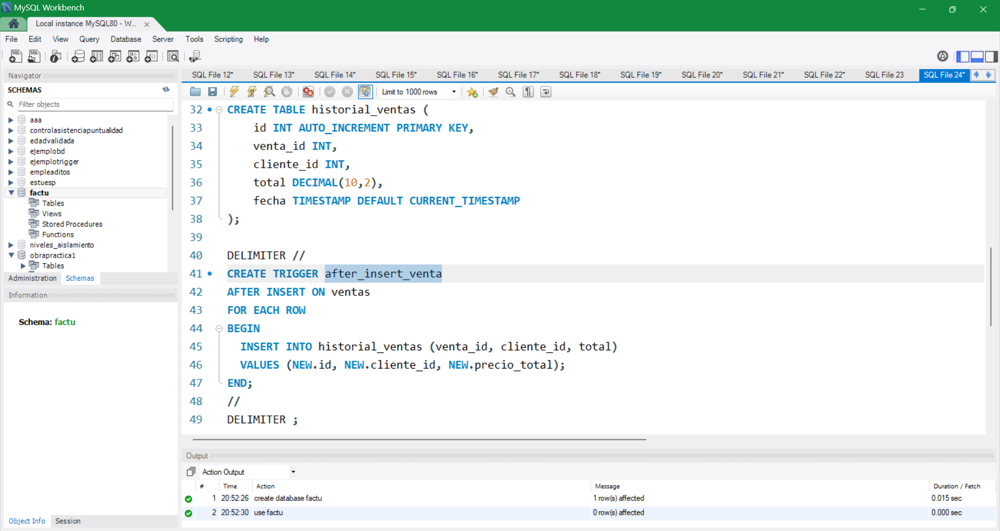 MySQL Workbench
Local instance MySQL80 - W...
File Edit View Query Database Server Tools Scripting Help
Navigator
SCHEMAS
Filter objects
aaa
controlasistenciapuntualidad
edadvalidada
ejemplobd
ejemplotrigger
empleaditos
estuesp
factu
Tables
Views
Stored Procedures
Functions
niveles_aislamiento
obrapractica1
Tables
Administration Schemas
Information
Schema: factu
Object Info Session
SQL File 12* SQL File 13* SQL File 14* SQL File 15* SQL File 16* SQL File 17* SQL File 18* SQL File 19* SQL File 20* SQL File 21* SQL File 22* SQL File 23 SQL File 24*
Limit to 1000 rows
32 CREATE TABLE historial_ventas (
33 id INT AUTO_INCREMENT PRIMARY KEY,
34 venta_id INT,
35 cliente_id INT,
36 total DECIMAL(10,2),
37 fecha TIMESTAMP DEFAULT CURRENT_TIMESTAMP
38 );
39
40 DELIMITER //
41 CREATE TRIGGER after_insert_venta
42 AFTER INSERT ON ventas
43 FOR EACH ROW
44 BEGIN
45 INSERT INTO historial_ventas (venta_id, cliente_id, total)
46 VALUES (NEW.id, NEW.cliente_id, NEW.precio_total);
47 END;
48 //
49 DELIMITER ;
Output
Action Output
# Time Action Message Duration / Fetch
1 20:52:26 create database factu 1 row(s) affected 0.015 sec
2 20:52:30 use factu 0 row(s) affected 0.000 sec